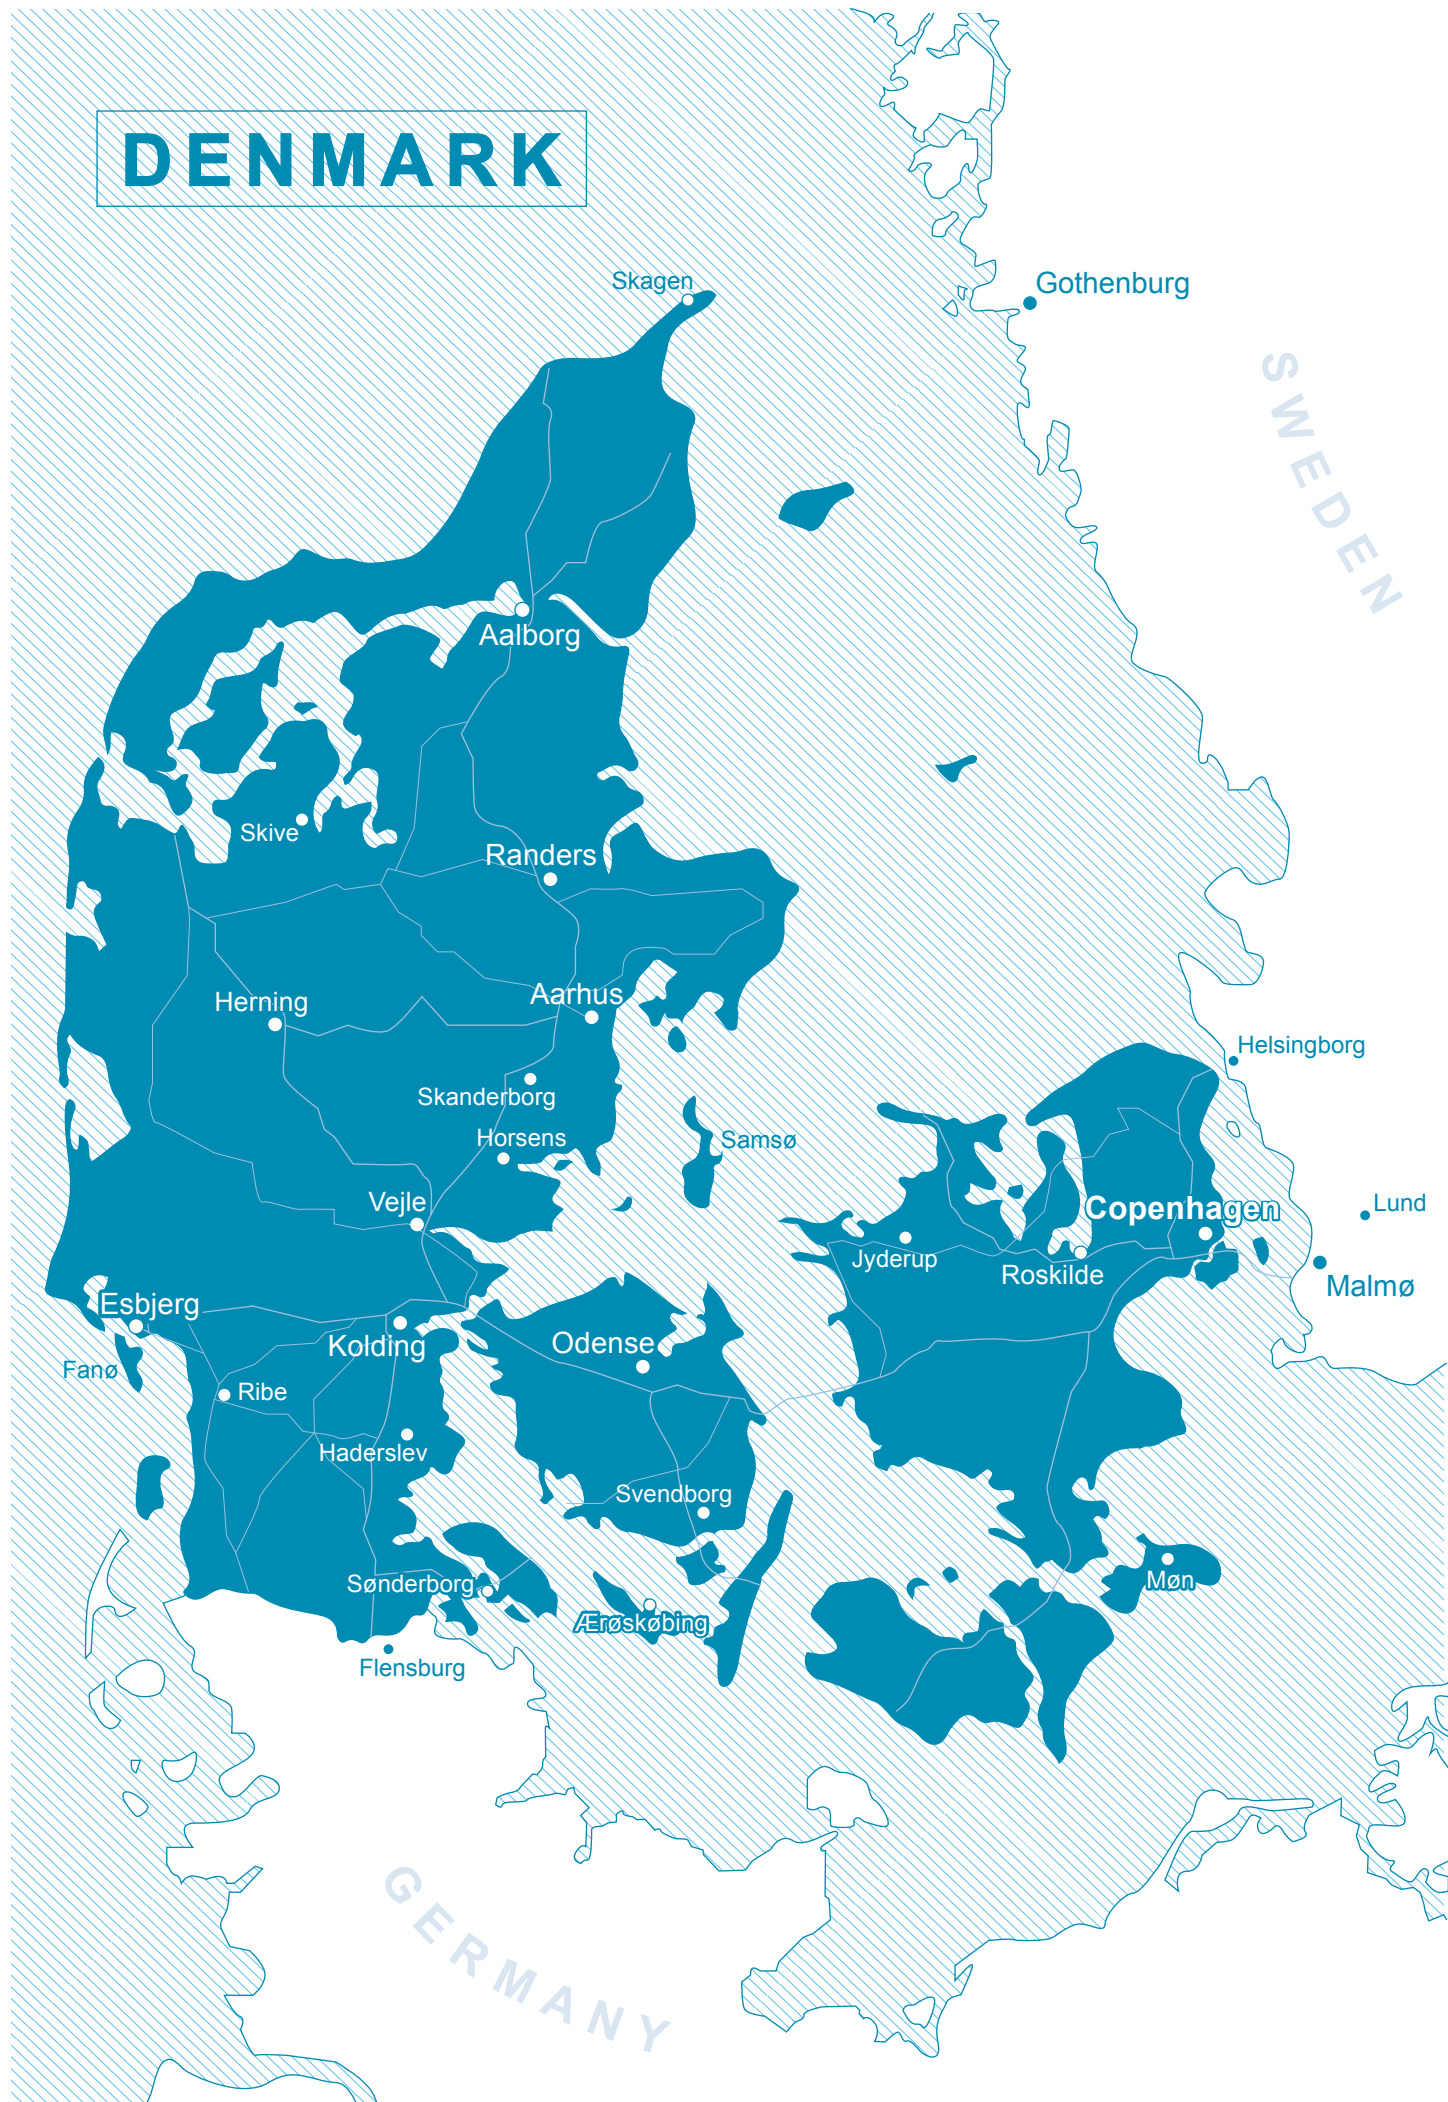 DENMARK
Skagen
Gothenburg
SWEDEN
Aalborg
Skive
Randers
Herning
Aarhus
Helsingborg
Skanderborg
Horsens
Samsø
Vejle
Copenhagen
Lund
Jyderup
Roskilde
Malmø
Esbjerg
Kolding
Odense
Fanø
Ribe
Haderslev
Svendborg
Sønderborg
Møn
Ærøskøbing
Flensburg
GERMANY